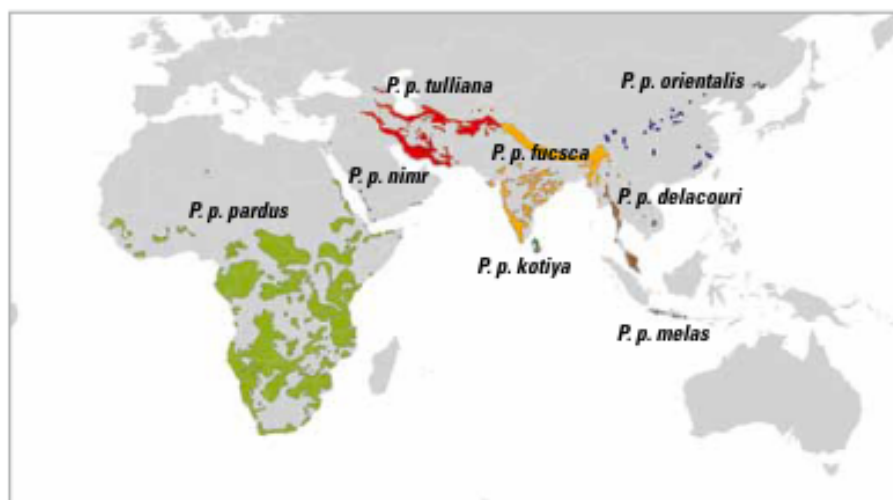 P. p. tulliana
P. p. orientalis
P. p. fucsca
P. p. nimr
P. p. delacouri
P. p. pardus
P. p. kotiya
P. p. melas